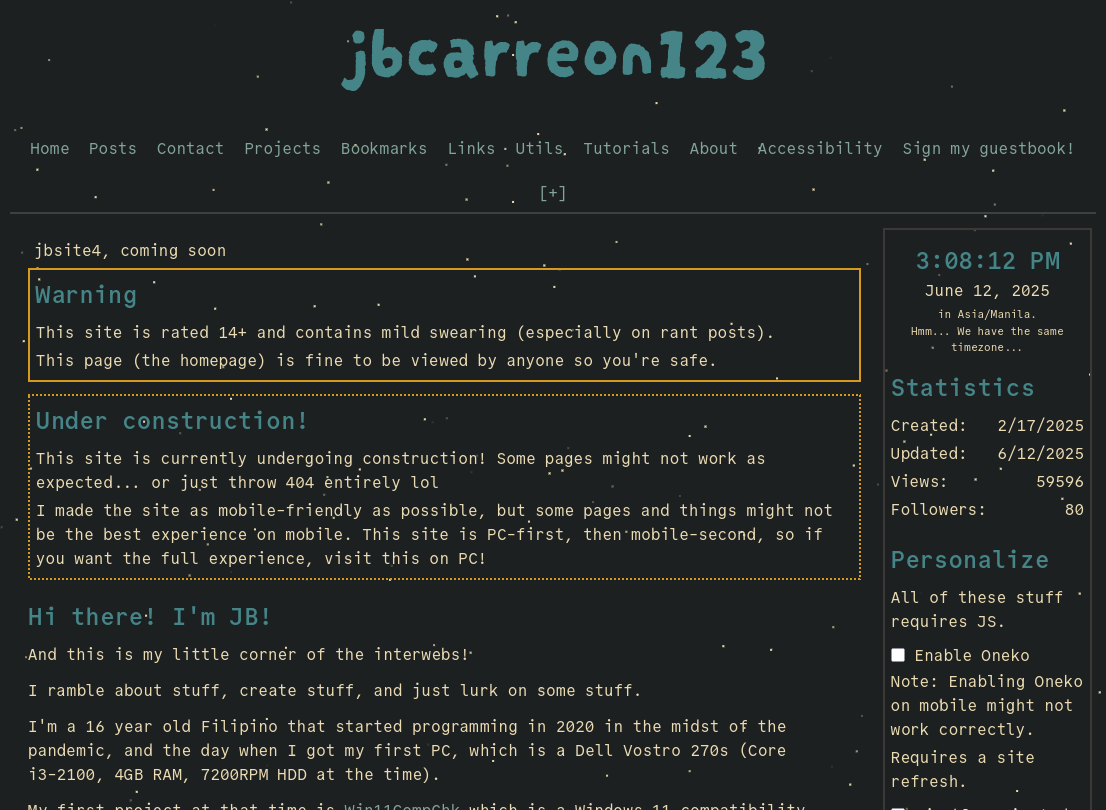 jbcarreon123
Home Posts Contact Projects Bookmarks Links Utils Tutorials About Accessibility Sign my guestbook!
[+]
jbsite4, coming soon
Warning
This site is rated 14+ and contains mild swearing (especially on rant posts).
This page (the homepage) is fine to be viewed by anyone so you're safe.
Under construction!
This site is currently undergoing construction! Some pages might not work as
expected... or just throw 404 entirely lol
I made the site as mobile-friendly as possible, but some pages and things might not
be the best experience on mobile. This site is PC-first, then mobile-second, so if
you want the full experience, visit this on PC!
Hi there! I'm JB!
And this is my little corner of the interwebs!
I ramble about stuff, create stuff, and just lurk on some stuff.
I'm a 16 year old Filipino that started programming in 2020 in the midst of the
pandemic, and the day when I got my first PC, which is a Dell Vostro 270s (Core
i3-2100, 4GB RAM, 7200RPM HDD at the time).
My first project at that time is Win11CompChk which is a Windows 11 compatibility
3:08:12 PM
June 12, 2025
in Asia/Manila.
Hmm... We have the same
timezone...
Statistics
Created: 2/17/2025
Updated: 6/12/2025
Views: 59596
Followers: 80
Personalize
All of these stuff
requires JS.
Enable Oneko
Note: Enabling Oneko
on mobile might not
work correctly.
Requires a site
refresh.